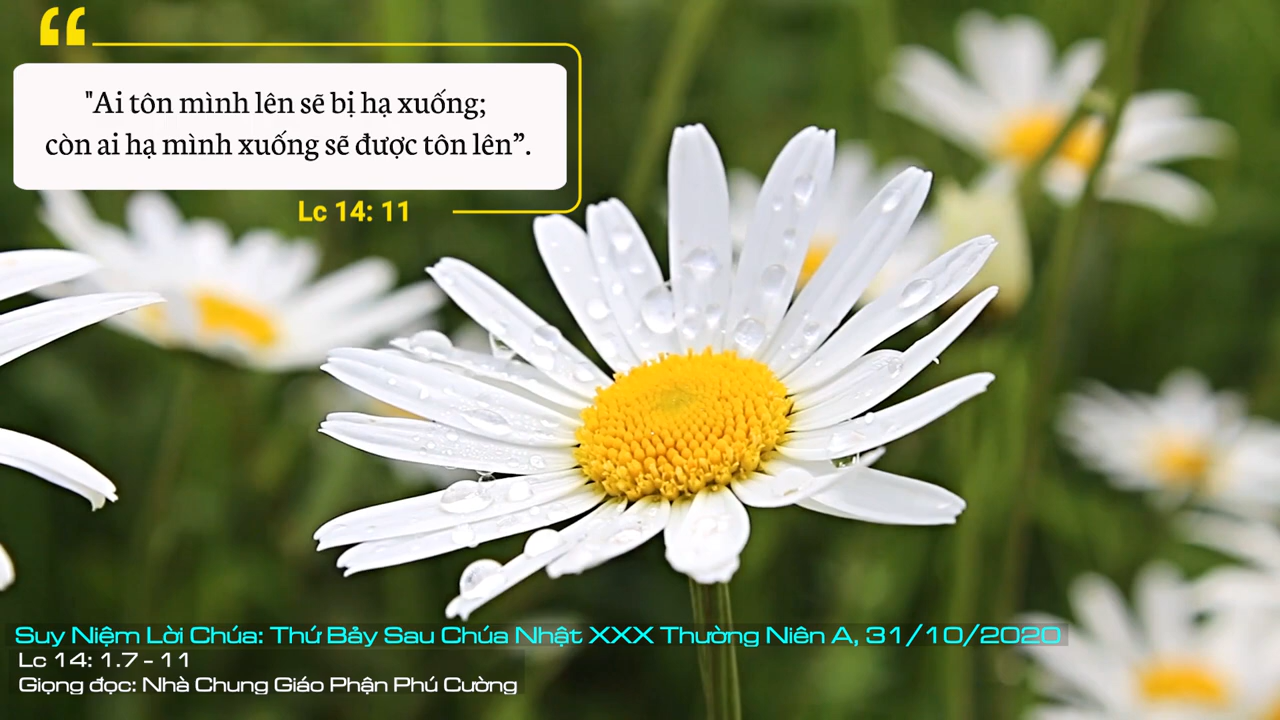 "Ai tôn mình lên sẽ bị hạ xuống;
còn ai hạ mình xuống sẽ được tôn lên”.
Lc 14: 11
Suy Niệm Lời Chúa: Thứ Bảy Sau Chúa Nhật XXX Thường Niên A, 31/10/2020
Lc 14: 1.7 - 11
Giọng đọc: Nhà Chung Giáo Phận Phú Cường